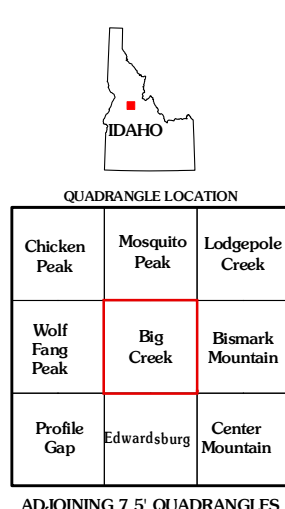 IDAHO
QUADRANGLE LOCATION
Chicken Peak
Mosquito Peak
Lodgepole Creek
Wolf Fang Peak
Big Creek
Bismark Mountain
Profile Gap
Edwardsburg
Center Mountain
ADJOINING 7.5' QUADRANGLES